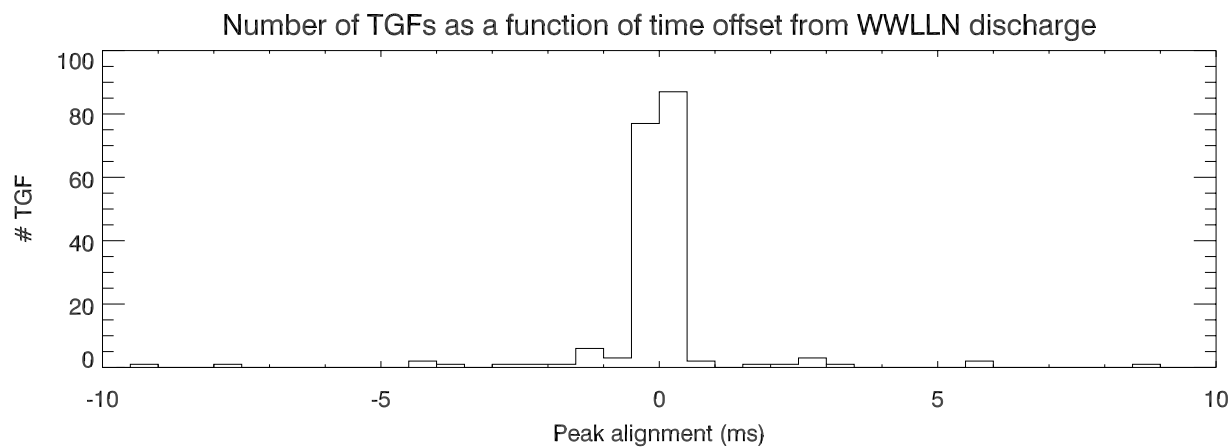 Number of TGFs as a function of time offset from WWLLN discharge
100
80
60
40
20
0
# TGF
-10 -5 0 5 10
Peak alignment (ms)